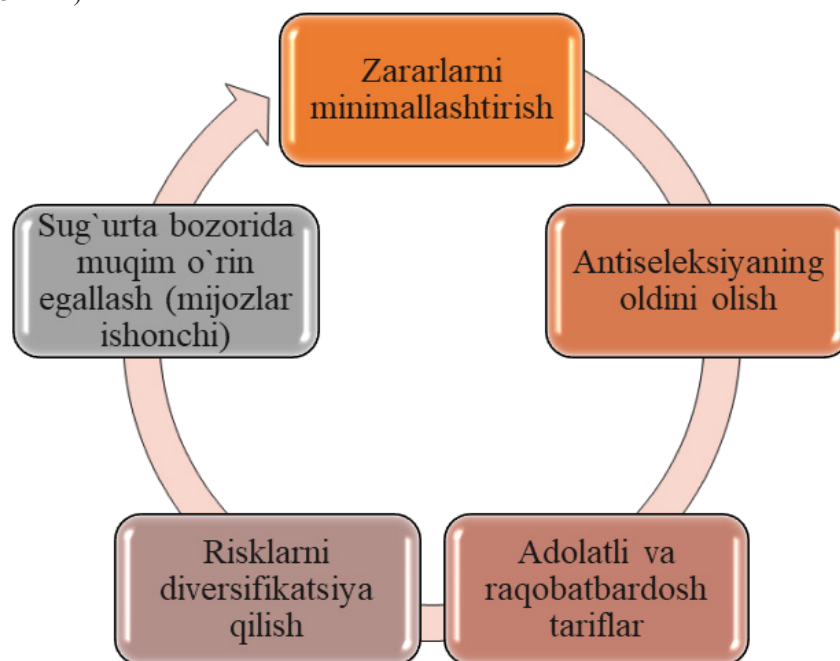 Zararlarni
minimallashtirish
Antiseleksiyaning
oldini olish
Adolatli va
raqobatbardosh
tariflar
Risklarni
diversifikatsiya
qilish
Sug`urta bozorida
muqim o`rin
egallash (mijozlar
ishonchi)